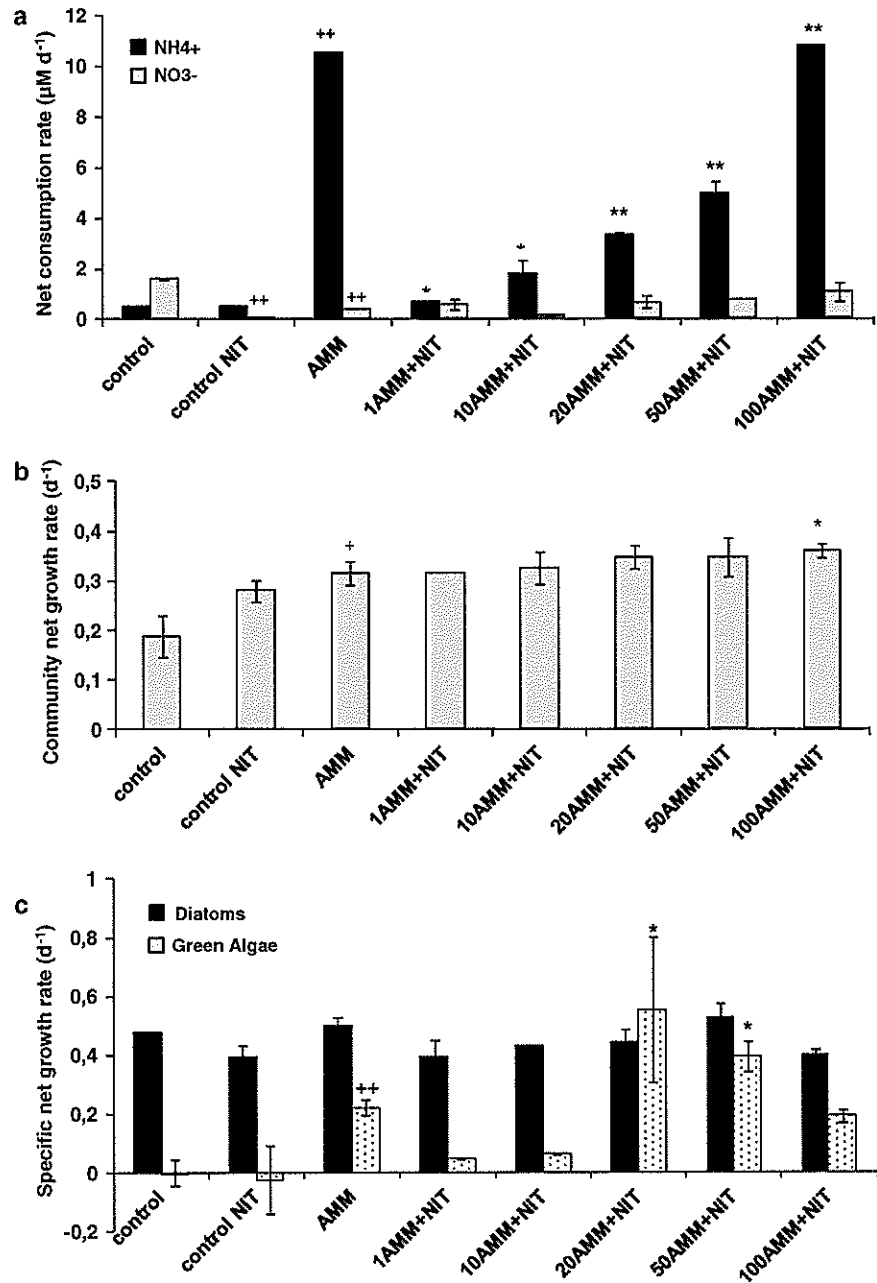 a
Net consumption rate (µM d⁻¹)
12
10
8
6
4
2
0
NH4+
NO3-
++
++
++
*
*
**
**
**
control
control NIT
AMM
1AMM+NIT
10AMM+NIT
20AMM+NIT
50AMM+NIT
100AMM+NIT
b
Community net growth rate (d⁻¹)
0,5
0,4
0,3
0,2
0,1
0
+
*
control
control NIT
AMM
1AMM+NIT
10AMM+NIT
20AMM+NIT
50AMM+NIT
100AMM+NIT
c
Specific net growth rate (d⁻¹)
1
0,8
0,6
0,4
0,2
0
-0,2
Diatoms
Green Algae
++
*
*
control
control NIT
AMM
1AMM+NIT
10AMM+NIT
20AMM+NIT
50AMM+NIT
100AMM+NIT